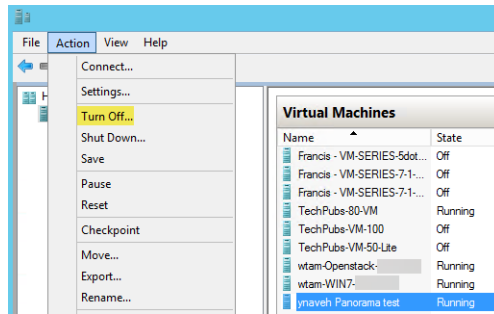 File Action View Help
Connect...
Settings...
Turn Off...
Shut Down...
Save
Pause
Reset
Checkpoint
Move...
Export...
Rename...
H
Virtual Machines
Name State
Francis - VM-SERIES-5dot... Off
Francis - VM-SERIES-7-1-... Off
Francis - VM-SERIES-7-1-... Off
TechPubs-80-VM Running
TechPubs-VM-100 Off
TechPubs-VM-50-Lite Off
wtam-Openstack- Running
wtam-WIN7- Running
ynaveh Panorama test Running